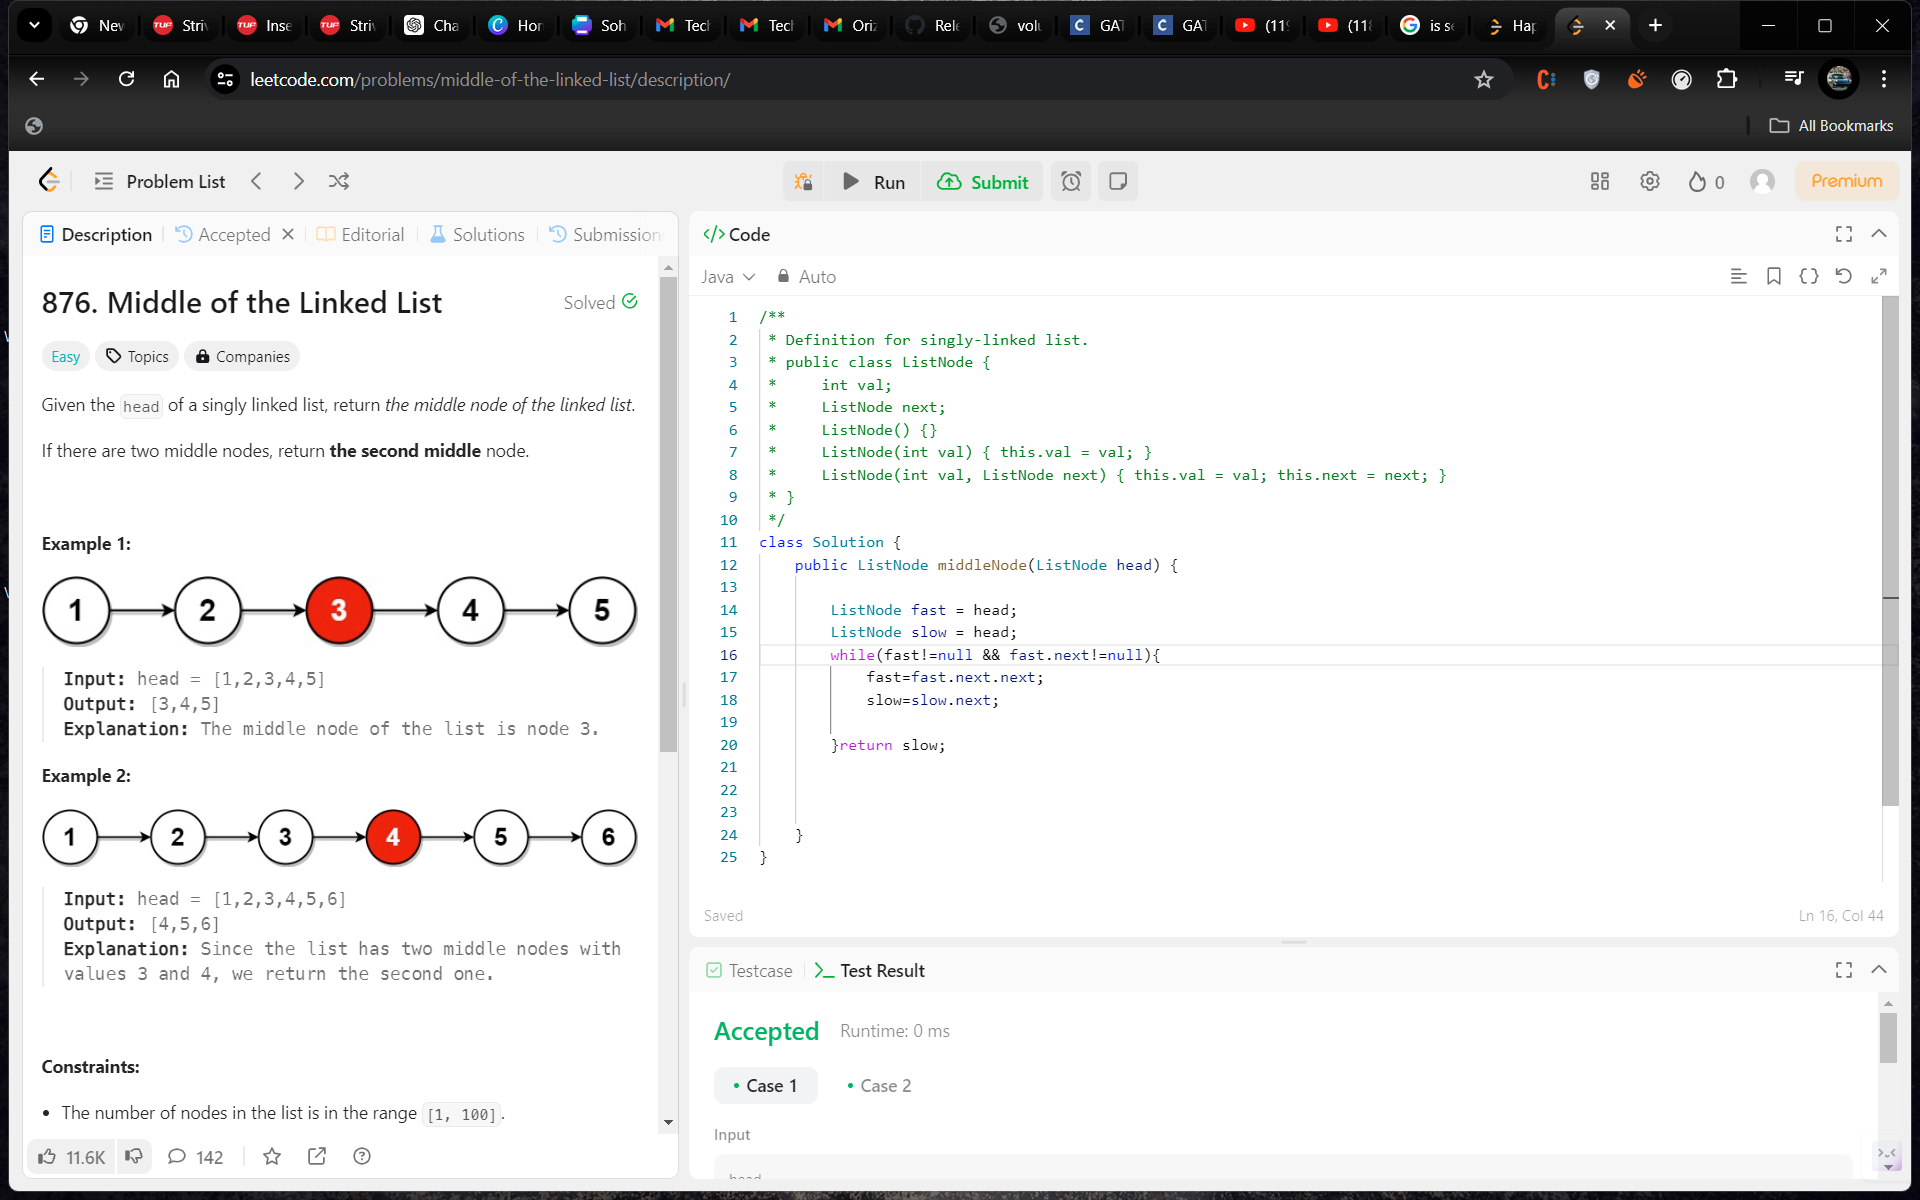 New
Striv
Inse
Striv
Cha
Hor
Soh
Tech
Tech
Oriz
Rele
volu
GAT
GAT
(119
(118
is se
Hap
leetcode.com/problems/middle-of-the-linked-list/description/
All Bookmarks
Problem List
Run
Submit
0
Premium
Description
Accepted
Editorial
Solutions
Submission
876. Middle of the Linked List
Solved
Easy
Topics
Companies
Given the head of a singly linked list, return the middle node of the linked list.
If there are two middle nodes, return the second middle node.
Example 1:
1 2 3 4 5
Input: head = [1,2,3,4,5]
Output: [3,4,5]
Explanation: The middle node of the list is node 3.
Example 2:
1 2 3 4 5 6
Input: head = [1,2,3,4,5,6]
Output: [4,5,6]
Explanation: Since the list has two middle nodes with
values 3 and 4, we return the second one.
Constraints:
• The number of nodes in the list is in the range [1, 100].
11.6K
142
</> Code
Java
Auto
1 /**
2 * Definition for singly-linked list.
3 * public class ListNode {
4 *     int val;
5 *     ListNode next;
6 *     ListNode() {}
7 *     ListNode(int val) { this.val = val; }
8 *     ListNode(int val, ListNode next) { this.val = val; this.next = next; }
9 * }
10 */
11 class Solution {
12     public ListNode middleNode(ListNode head) {
13
14         ListNode fast = head;
15         ListNode slow = head;
16         while(fast!=null && fast.next!=null){
17             fast=fast.next.next;
18             slow=slow.next;
19
20         }return slow;
21
22
23
24     }
25 }
Saved
Ln 16, Col 44
Testcase
Test Result
Accepted
Runtime: 0 ms
• Case 1
• Case 2
Input
head